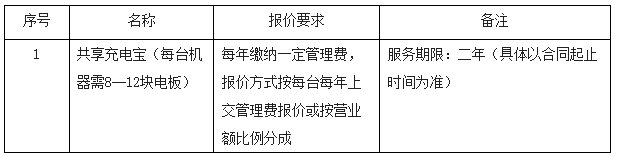 序号 名称 报价要求 备注
1 共享充电宝（每台机器需8—12块电板） 每年缴纳一定管理费，报价方式按每台每年上交管理费报价或按营业额比例分成 服务期限：二年（具体以合同起止时间为准）